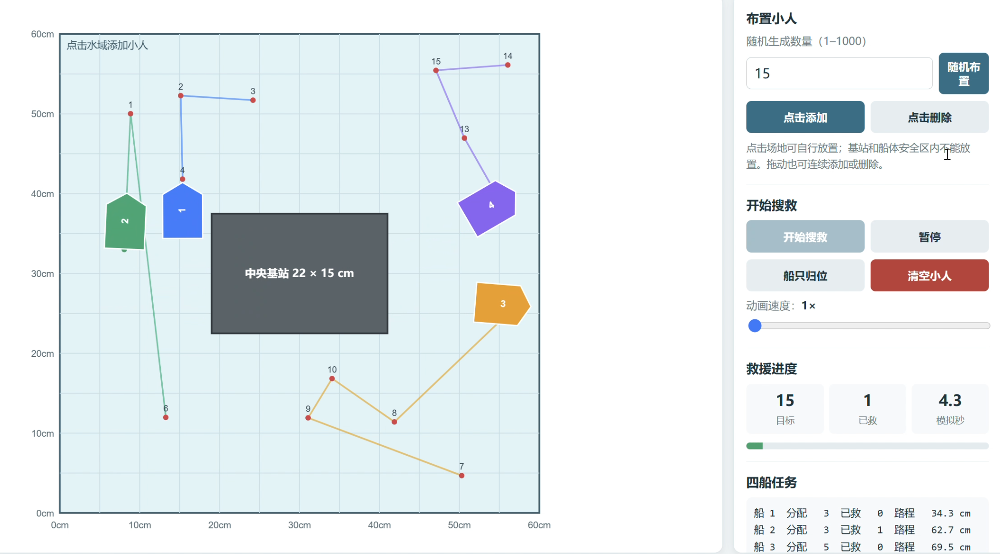 60cm
点击水域添加小人
15
14
2
3
1
50cm
13
4
40cm
4
1
2
中央基站 22 × 15 cm
30cm
3
20cm
10
9
8
6
10cm
7
0cm
0cm
10cm
20cm
30cm
40cm
50cm
60cm
布置小人
随机生成数量（1–1000）
15
随机布
置
点击添加
点击删除
点击场地可自行放置；基站和船体安全区内不能放
置。拖动也可连续添加或删除。
开始搜救
开始搜救
暂停
船只归位
清空小人
动画速度：1×
救援进度
15
1
4.3
目标
已救
模拟秒
四船任务
船 1 分配 3 已救 0 路程 34.3 cm
船 2 分配 3 已救 1 路程 62.7 cm
船 3 分配 5 已救 0 路程 69.5 cm